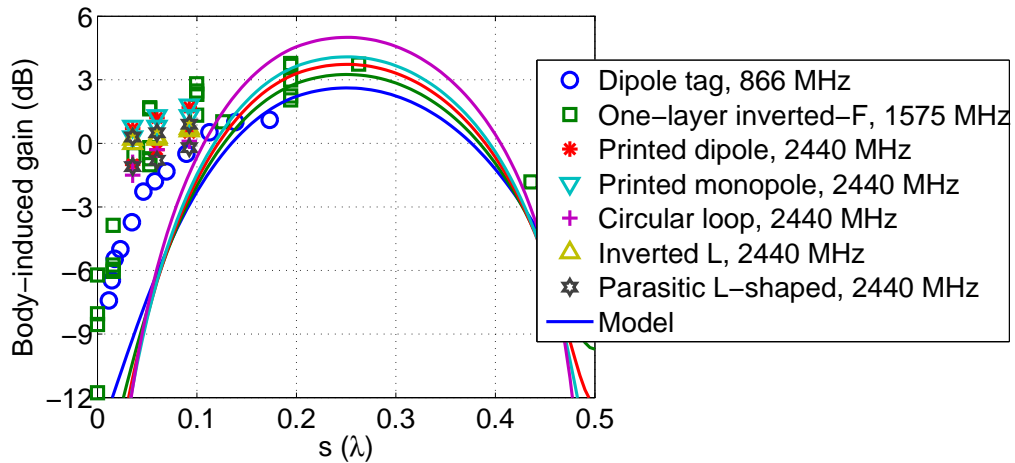 Body−induced gain (dB)
6
3
0
−3
−6
−9
−12
0
0.1
0.2
0.3
0.4
0.5
s (λ)
Dipole tag, 866 MHz
One−layer inverted−F, 1575 MHz
Printed dipole, 2440 MHz
Printed monopole, 2440 MHz
Circular loop, 2440 MHz
Inverted L, 2440 MHz
Parasitic L−shaped, 2440 MHz
Model